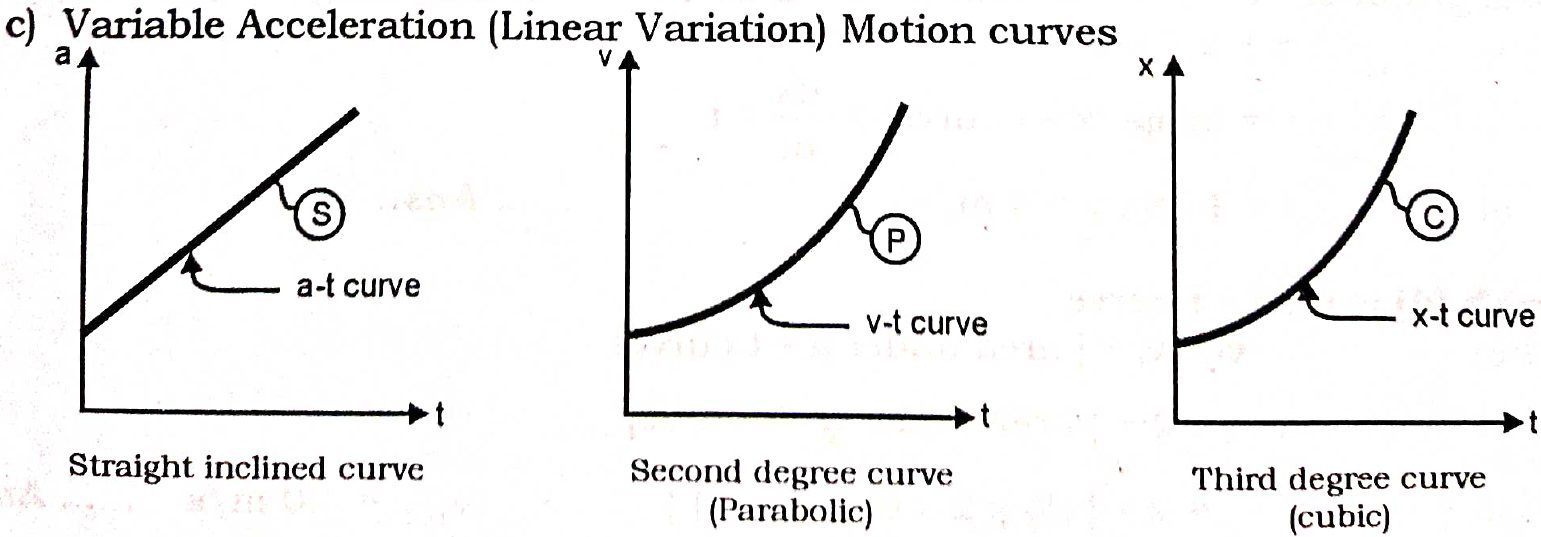 c) Variable Acceleration (Linear Variation) Motion curves
a
S
a-t curve
t
Straight inclined curve
v
P
v-t curve
t
Second degree curve
(Parabolic)
x
C
x-t curve
t
Third degree curve
(cubic)